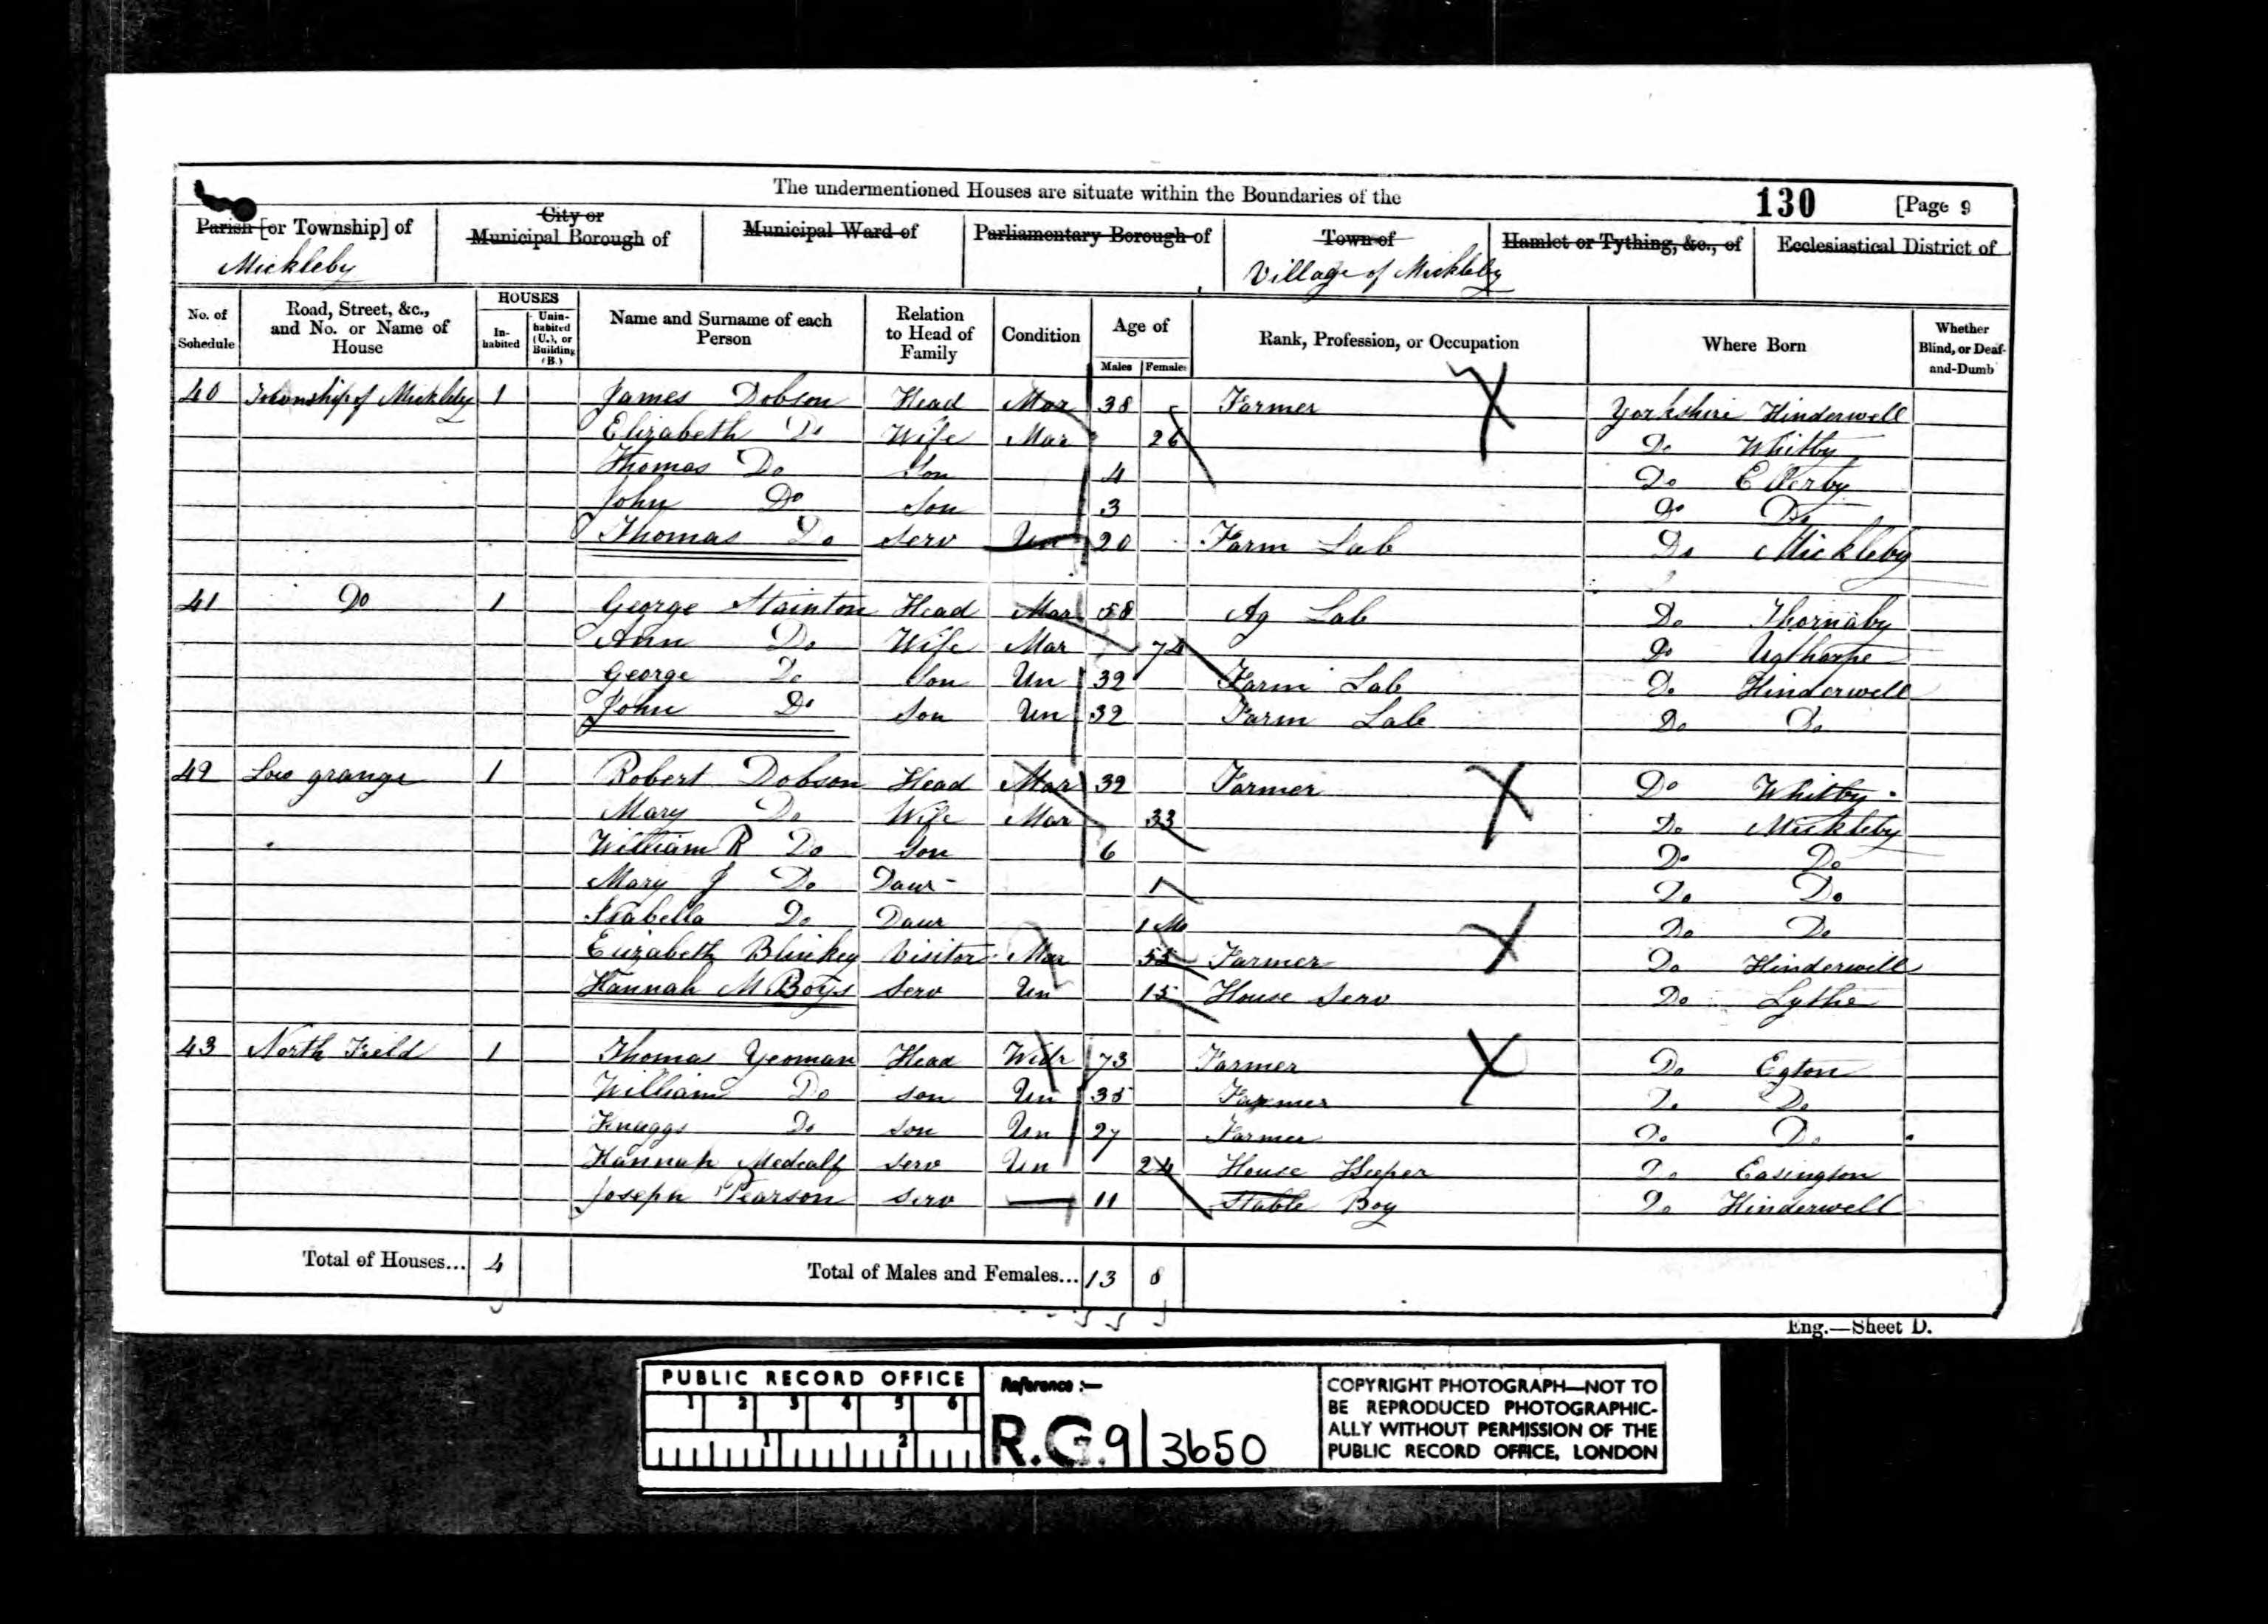 The undermentioned Houses are situate within the Boundaries of the 130 [Page 9
Parish [or Township] of City or Municipal Borough of Municipal Ward of Parliamentary Borough of Town of Hamlet or Tything, &c., of Ecclesiastical District of
Mickleby Village of Mickleby
No. of Schedule Road, Street, &c., and No. or Name of House HOUSES In-habited Unin-habited (U.), or Building (B.) Name and Surname of each Person Relation to Head of Family Condition Age of Males Females Rank, Profession, or Occupation Where Born Whether Blind, or Deaf-and-Dumb
40 Township of Mickleby 1 James Dobson Head Mar 38 Farmer Yorkshire Hinderwell
Elizabeth Do Wife Mar 26 Do Whitby
Thomas Do Son 4 Do Ellerby
John Do Son 3 Do Do
Thomas Do Serv Un 20 Farm Lab Do Mickleby
41 Do 1 George Stainton Head Mar 58 Ag Lab Do Thornaby
Ann Do Wife Mar 74 Do Ugthorpe
George Do Son Un 32 Farm Lab Do Hinderwell
John Do Son Un 32 Farm Lab Do Do
42 Low grange 1 Robert Dobson Head Mar 32 Farmer Do Whitby
Mary Do Wife Mar 33 Do Mickleby
William R Do Son 6 Do Do
Mary J Do Daur 1 Do Do
Isabella Do Daur 1 Mo Do Do
Elizabeth Visitor Mar 55 Farmer Do Hinderwell
Hannah M Boys Serv Un 15 House Serv Do Lythe
43 North Field 1 Thomas Yeoman Head Widr 73 Farmer Do Egton
William Do Son Un 35 Farmer Do Do
Knaggs Do Son Un 27 Farmer Do Do
Hannah Medcalf Serv Un 24 House Keeper Do Easington
Joseph Pearson Serv 11 Stable Boy Do Hinderwell
Total of Houses... 4 Total of Males and Females... 13 8
Eng.—Sheet D.
PUBLIC RECORD OFFICE
1 2 3 4 5 6
1 2
Reference :—
R.G.9/3650
COPYRIGHT PHOTOGRAPH—NOT TO
BE REPRODUCED PHOTOGRAPHIC-
ALLY WITHOUT PERMISSION OF THE
PUBLIC RECORD OFFICE, LONDON